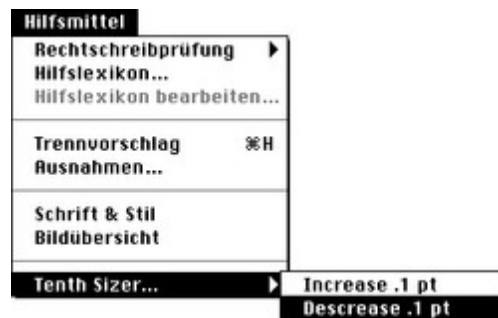 Hilfsmittel
Rechtschreibprüfung
Hilfslexikon...
Hilfslexikon bearbeiten...
Trennvorschlag ⌘H
Ausnahmen...
Schrift & Stil
Bildübersicht
Tenth Sizer...
Increase .1 pt
Descrease .1 pt